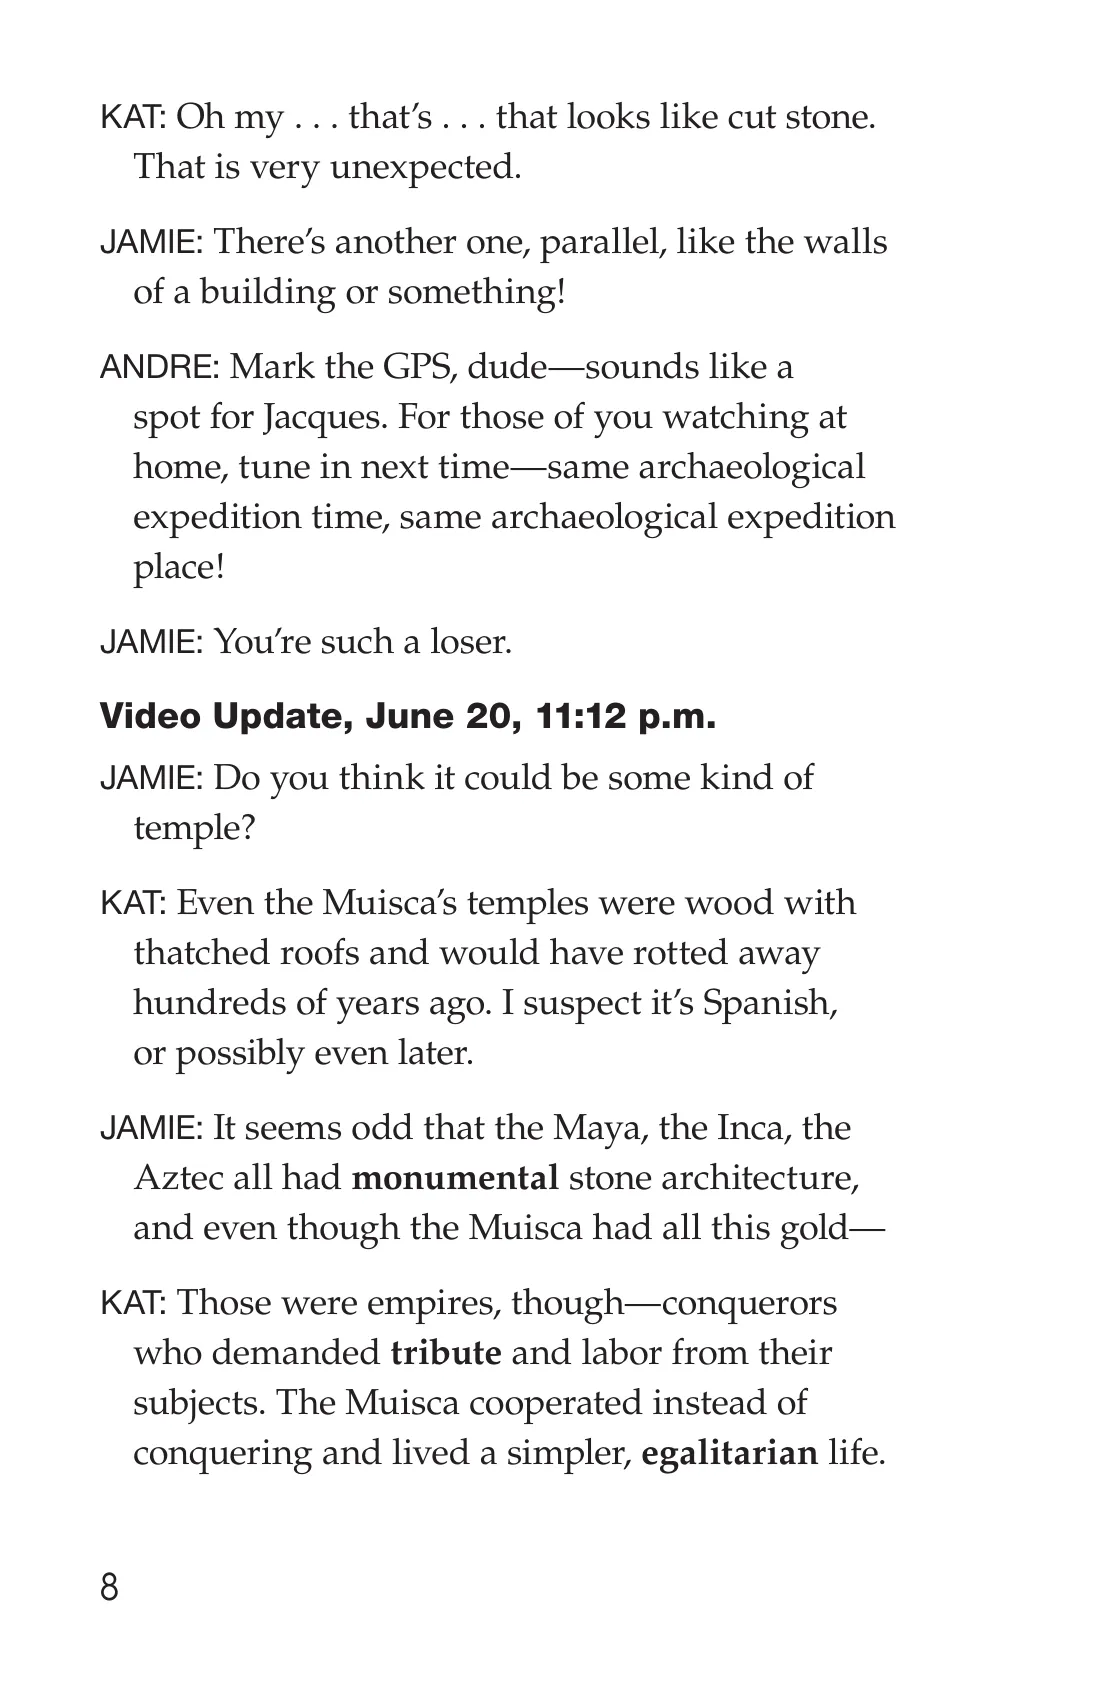 KAT: Oh my . . . that’s . . . that looks like cut stone.
That is very unexpected.
JAMIE: There’s another one, parallel, like the walls
of a building or something!
ANDRE: Mark the GPS, dude—sounds like a
spot for Jacques. For those of you watching at
home, tune in next time—same archaeological
expedition time, same archaeological expedition
place!
JAMIE: You’re such a loser.
Video Update, June 20, 11:12 p.m.
JAMIE: Do you think it could be some kind of
temple?
KAT: Even the Muisca’s temples were wood with
thatched roofs and would have rotted away
hundreds of years ago. I suspect it’s Spanish,
or possibly even later.
JAMIE: It seems odd that the Maya, the Inca, the
Aztec all had monumental stone architecture,
and even though the Muisca had all this gold—
KAT: Those were empires, though—conquerors
who demanded tribute and labor from their
subjects. The Muisca cooperated instead of
conquering and lived a simpler, egalitarian life.
8